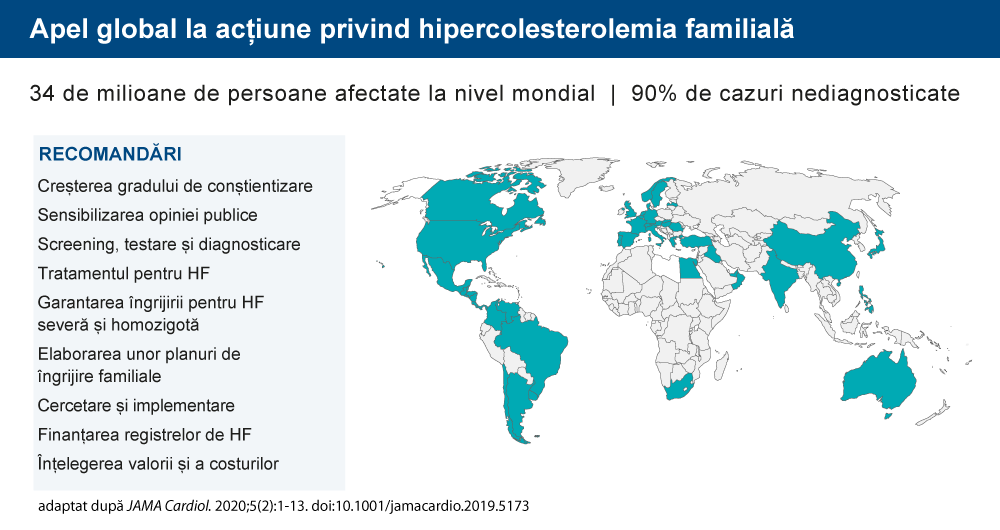 Apel global la acțiune privind hipercolesterolemia familială
34 de milioane de persoane afectate la nivel mondial | 90% de cazuri nediagnosticate
RECOMANDĂRI
Creșterea gradului de conștientizare
Sensibilizarea opiniei publice
Screening, testare și diagnosticare
Tratamentul pentru HF
Garantarea îngrijirii pentru HF
severă și homozigotă
Elaborarea unor planuri de
îngrijire familiale
Cercetare și implementare
Finanțarea registrelor de HF
Înțelegerea valorii și a costurilor
adaptat după JAMA Cardiol. 2020;5(2):1-13. doi:10.1001/jamacardio.2019.5173